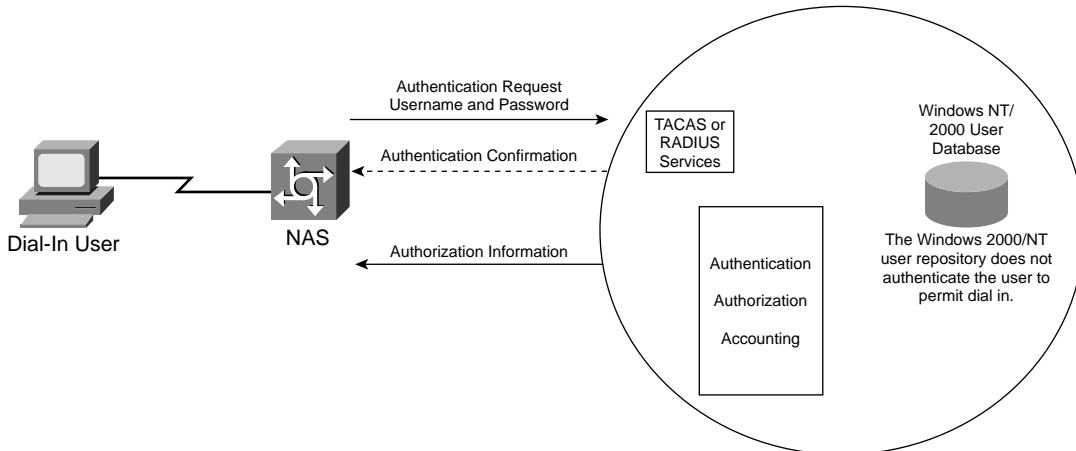 Authentication Request
Username and Password
Authentication Confirmation
Authorization Information
Dial-In User
NAS
TACAS or
RADIUS
Services
Windows NT/
2000 User
Database
The Windows 2000/NT
user repository does not
authenticate the user to
permit dial in.
Authentication
Authorization
Accounting